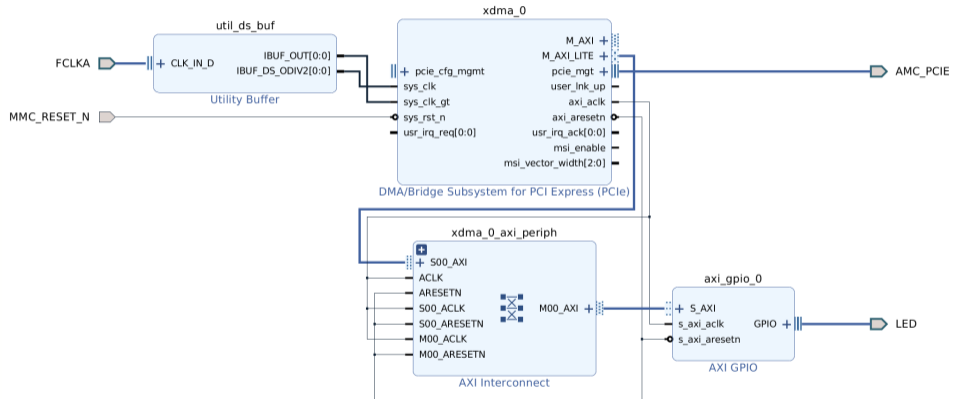 xdma_0
util_ds_buf
FCLKA
CLK_IN_D
IBUF_OUT[0:0]
IBUF_DS_ODIV2[0:0]
Utility Buffer
MMC_RESET_N
pcie_cfg_mgmt
sys_clk
sys_clk_gt
sys_rst_n
usr_irq_req[0:0]
M_AXI
M_AXI_LITE
pcie_mgt
user_lnk_up
axi_aclk
axi_aresetn
usr_irq_ack[0:0]
msi_enable
msi_vector_width[2:0]
DMA/Bridge Subsystem for PCI Express (PCIe)
AMC_PCIE
xdma_0_axi_periph
S00_AXI
ACLK
ARESETN
S00_ACLK
S00_ARESETN
M00_ACLK
M00_ARESETN
M00_AXI
AXI Interconnect
axi_gpio_0
S_AXI
s_axi_aclk
s_axi_aresetn
GPIO
AXI GPIO
LED